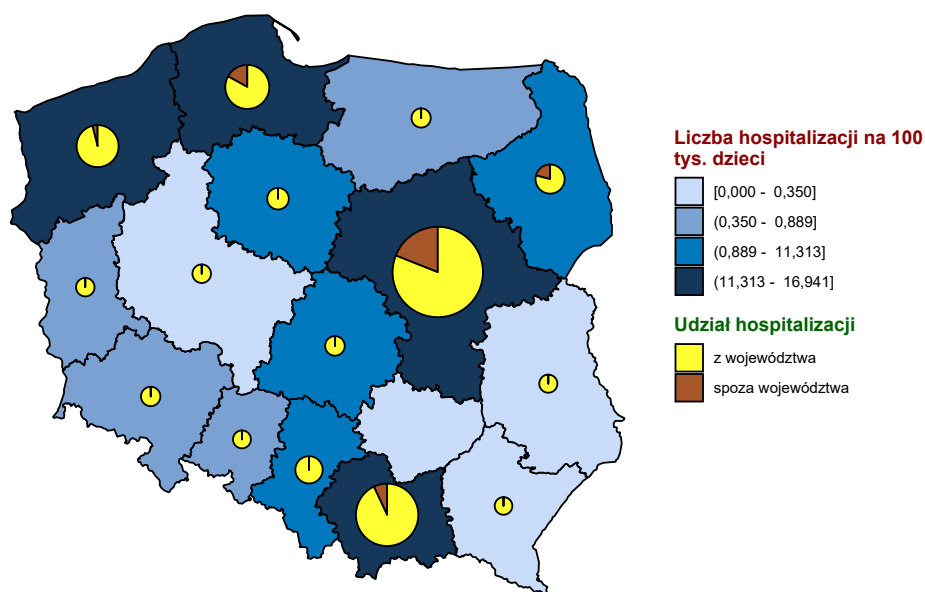 Liczba hospitalizacji na 100
tys. dzieci
[0,000 - 0,350]
(0,350 - 0,889]
(0,889 - 11,313]
(11,313 - 16,941]
Udział hospitalizacji
z województwa
spoza województwa